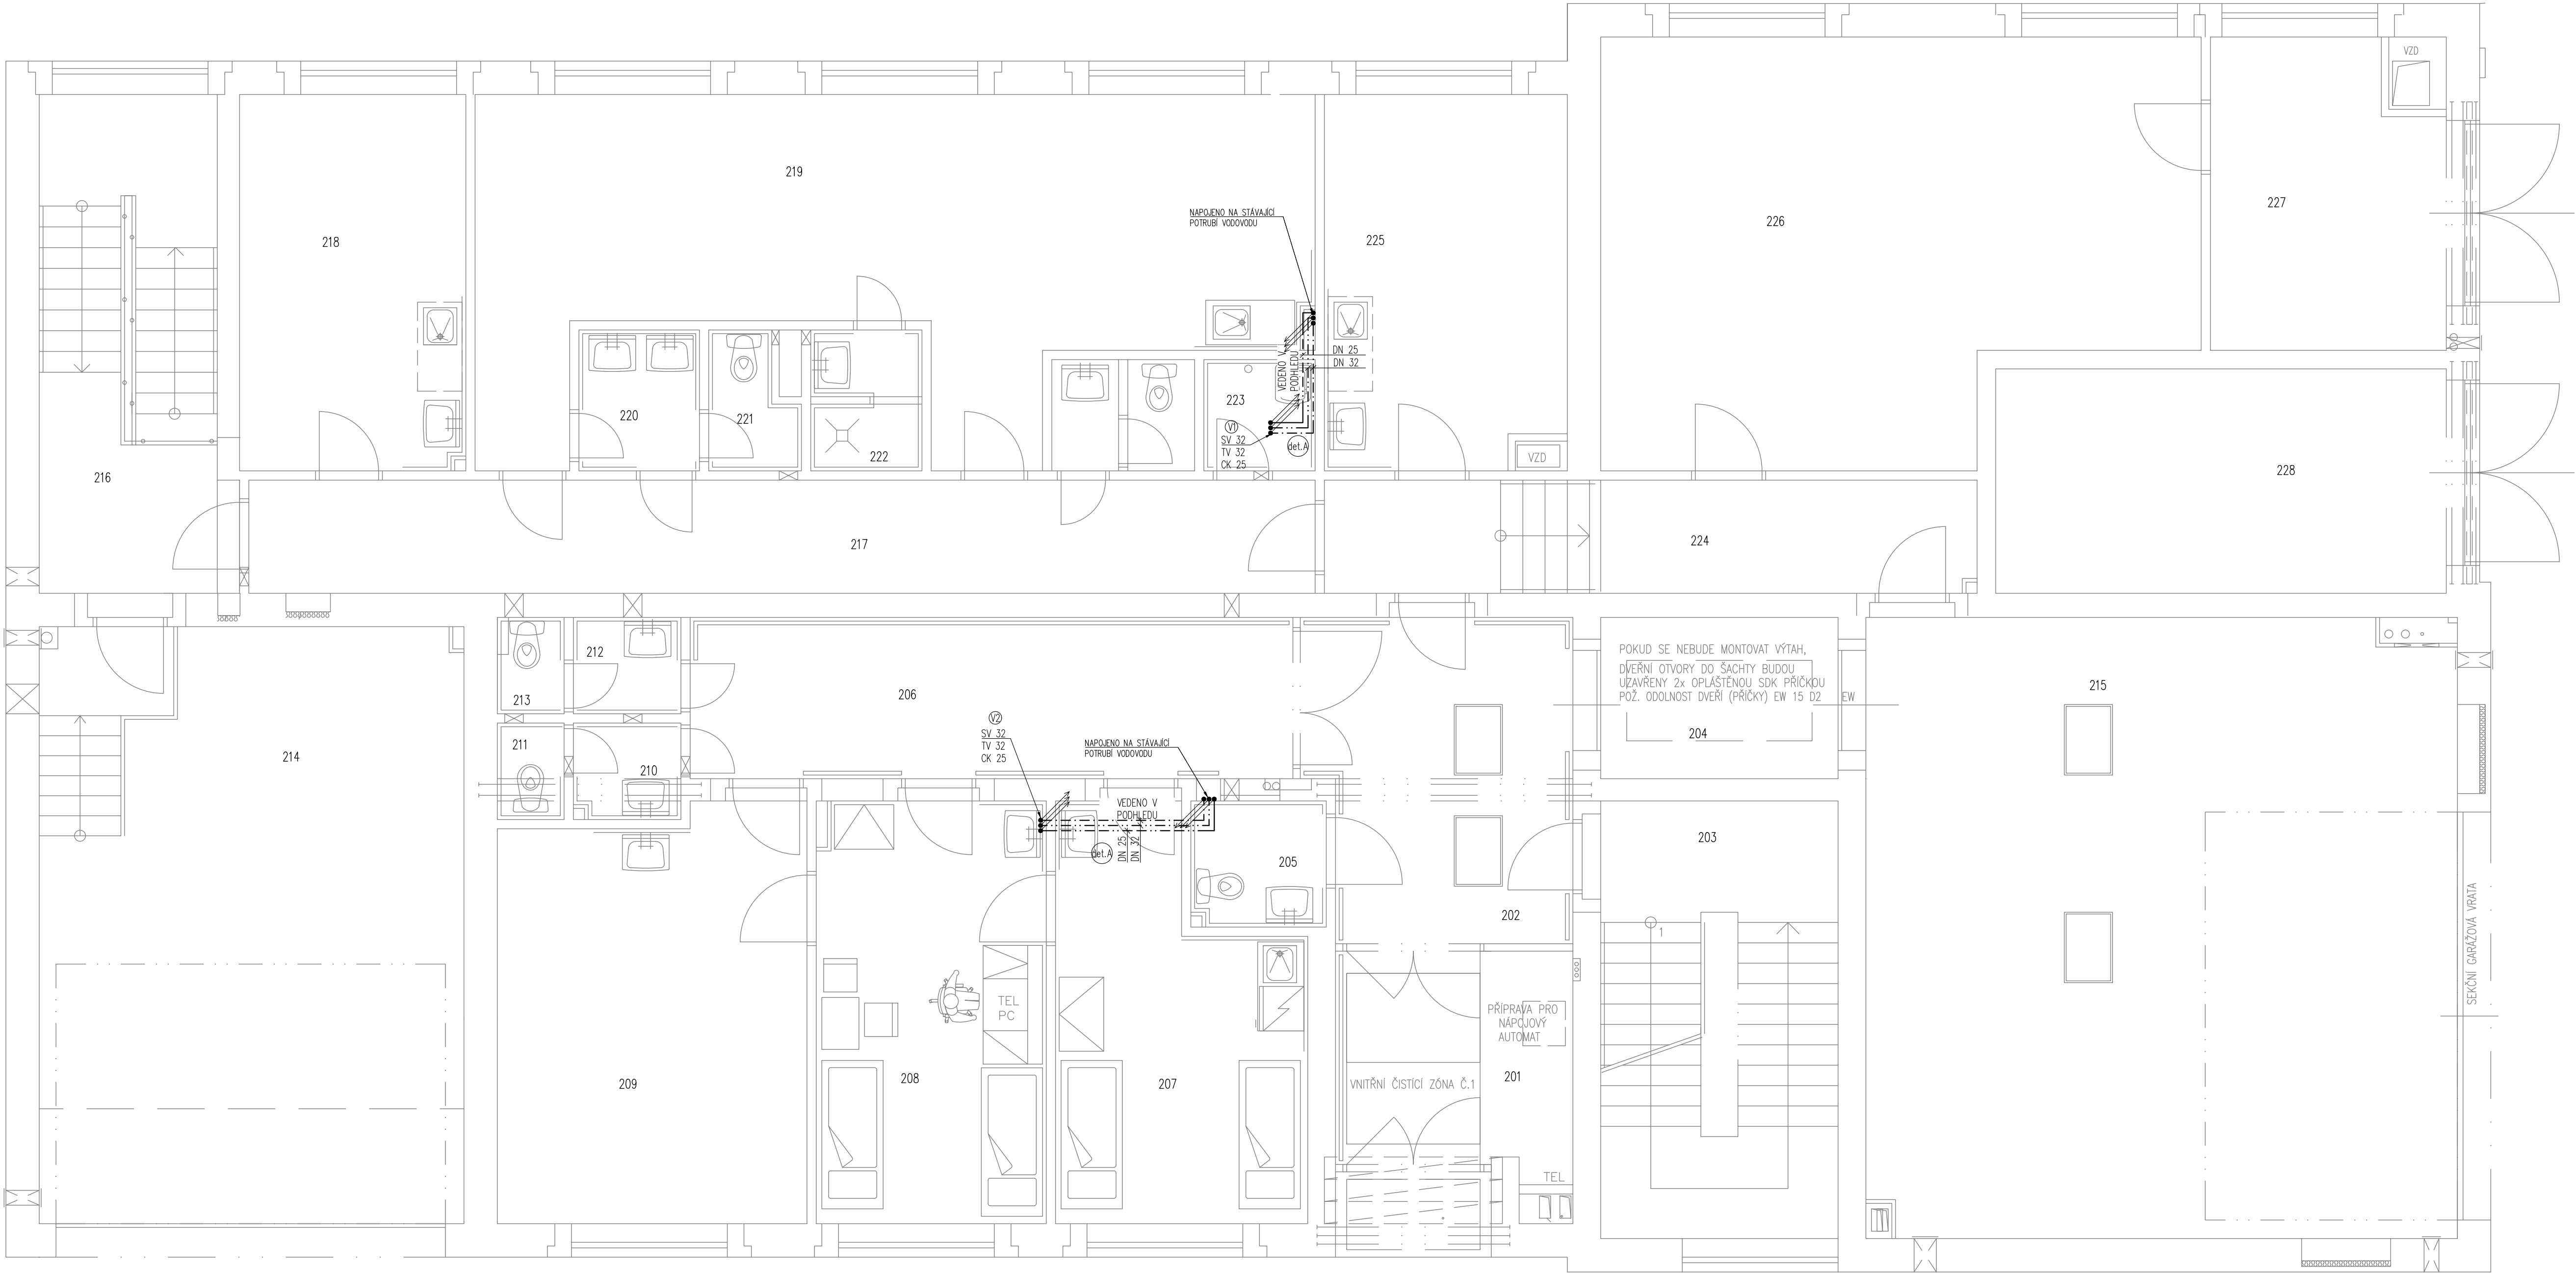 VZD
219
NAPOJENO NA STÁVAJÍCÍ
POTRUBÍ VODOVODU
218
225
226
227
VEDENO V
PODHLEDU
DN 25
DN 32
220
221
222
223
V1
SV 32
TV 32
CK 25
det.A
VZD
228
216
217
224
212
213
211
210
206
V2
SV 32
TV 32
CK 25
NAPOJENO NA STÁVAJÍCÍ
POTRUBÍ VODOVODU
POKUD SE NEBUDE MONTOVAT VÝTAH,
DVEŘNÍ OTVORY DO ŠACHTY BUDOU
UZAVŘENY 2x OPLÁŠTĚNOU SDK PŘÍČKOU
POŽ. ODOLNOST DVEŘÍ (PŘÍČKY) EW 15 D2 EW
204
215
214
VEDENO V
PODHLEDU
det.A
DN 25
DN 32
205
203
202
1
TEL
PC
PŘÍPRAVA PRO
NÁPOJOVÝ
AUTOMAT
SEKČNÍ GARÁŽOVÁ VRATA
209
208
207
VNITŘNÍ ČISTÍCÍ ZÓNA Č.1
201
TEL